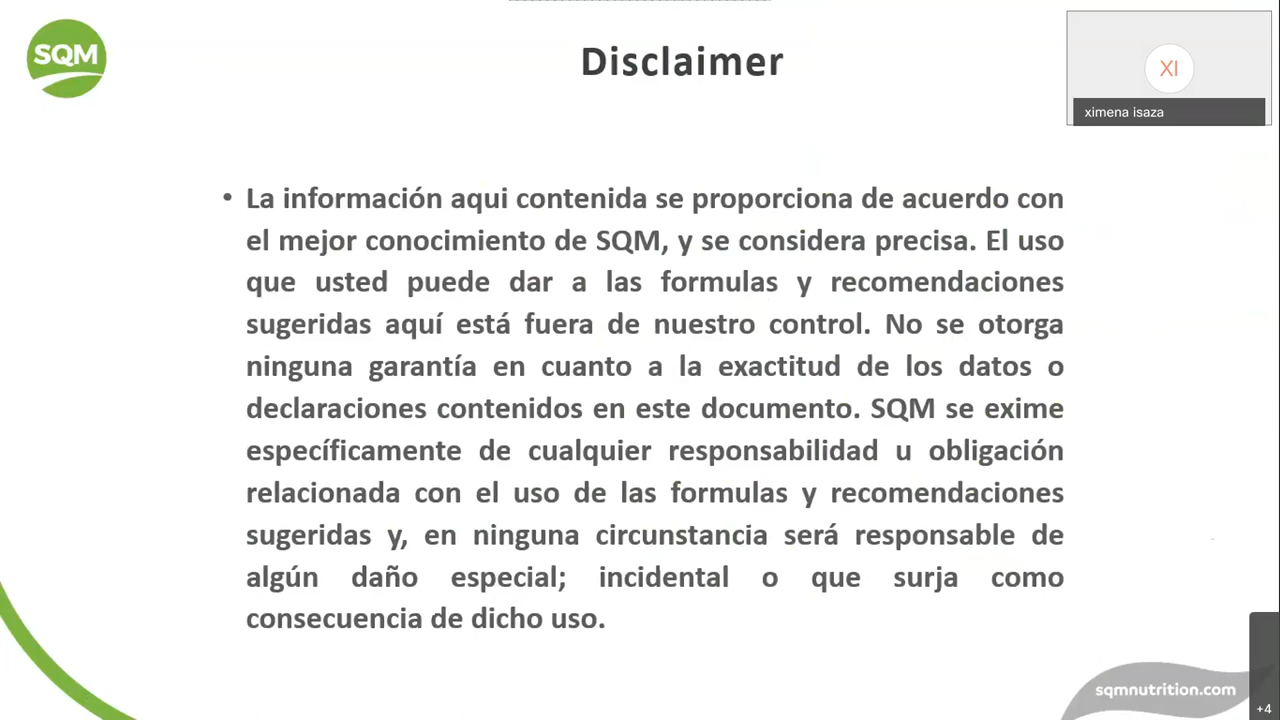 SQM
Disclaimer
XI
ximena isaza
• La información aqui contenida se proporciona de acuerdo con
el mejor conocimiento de SQM, y se considera precisa. El uso
que usted puede dar a las formulas y recomendaciones
sugeridas aquí está fuera de nuestro control. No se otorga
ninguna garantía en cuanto a la exactitud de los datos o
declaraciones contenidos en este documento. SQM se exime
específicamente de cualquier responsabilidad u obligación
relacionada con el uso de las formulas y recomendaciones
sugeridas y, en ninguna circunstancia será responsable de
algún daño especial; incidental o que surja como
consecuencia de dicho uso.
sqmnutrition.com
+4